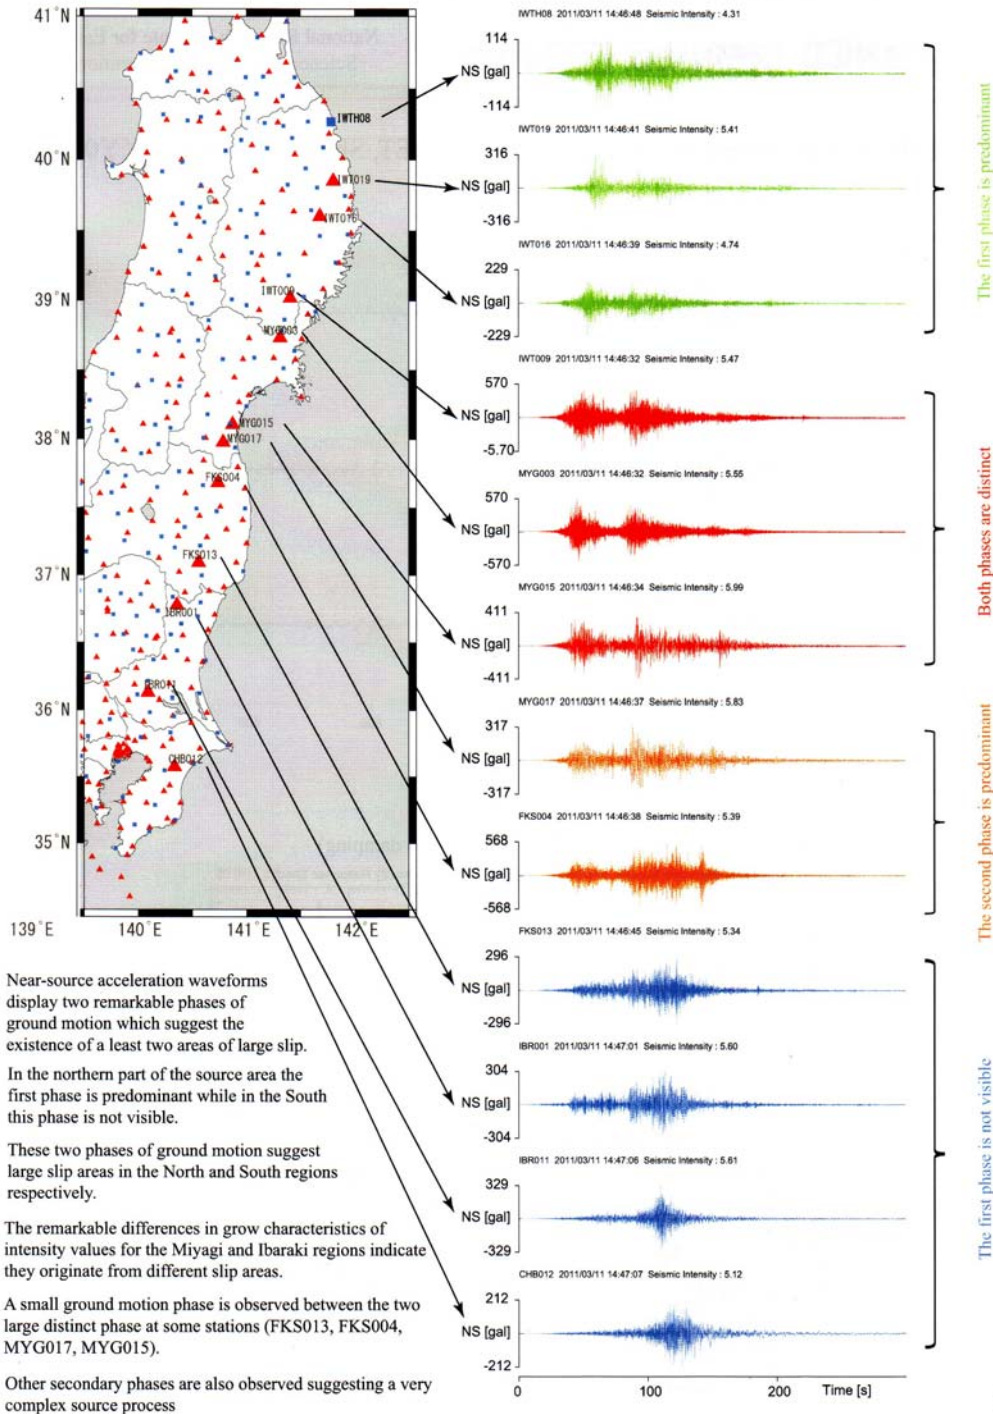 41°N
40°N
39°N
38°N
37°N
36°N
35°N
139°E
140°E
141°E
142°E
IWTH08
IWT019
IWT016
IWT009
MYG003
MYG015
MYG017
FKS004
FKS013
IBR001
IBR011
CHB012
IWTH08 2011/03/11 14:46:48 Seismic Intensity : 4.31
114
NS [gal]
-114
IWT019 2011/03/11 14:46:41 Seismic Intensity : 5.41
316
NS [gal]
-316
IWT016 2011/03/11 14:46:39 Seismic Intensity : 4.74
229
NS [gal]
-229
The first phase is predominant
IWT009 2011/03/11 14:46:32 Seismic Intensity : 5.47
570
NS [gal]
-5.70
MYG003 2011/03/11 14:46:32 Seismic Intensity : 5.55
570
NS [gal]
-570
MYG015 2011/03/11 14:46:34 Seismic Intensity : 5.99
411
NS [gal]
-411
Both phases are distinct
MYG017 2011/03/11 14:46:37 Seismic Intensity : 5.83
317
NS [gal]
-317
FKS004 2011/03/11 14:46:38 Seismic Intensity : 5.39
568
NS [gal]
-568
The second phase is predominant
FKS013 2011/03/11 14:46:45 Seismic Intensity : 5.34
296
NS [gal]
-296
IBR001 2011/03/11 14:47:01 Seismic Intensity : 5.60
304
NS [gal]
-304
IBR011 2011/03/11 14:47:06 Seismic Intensity : 5.61
329
NS [gal]
-329
CHB012 2011/03/11 14:47:07 Seismic Intensity : 5.12
212
NS [gal]
-212
The first phase is not visible
0
100
200
Time [s]
Near-source acceleration waveforms
display two remarkable phases of
ground motion which suggest the
existence of a least two areas of large slip.
In the northern part of the source area the
first phase is predominant while in the South
this phase is not visible.
These two phases of ground motion suggest
large slip areas in the North and South regions
respectively.
The remarkable differences in grow characteristics of
intensity values for the Miyagi and Ibaraki regions indicate
they originate from different slip areas.
A small ground motion phase is observed between the two
large distinct phase at some stations (FKS013, FKS004,
MYG017, MYG015).
Other secondary phases are also observed suggesting a very
complex source process